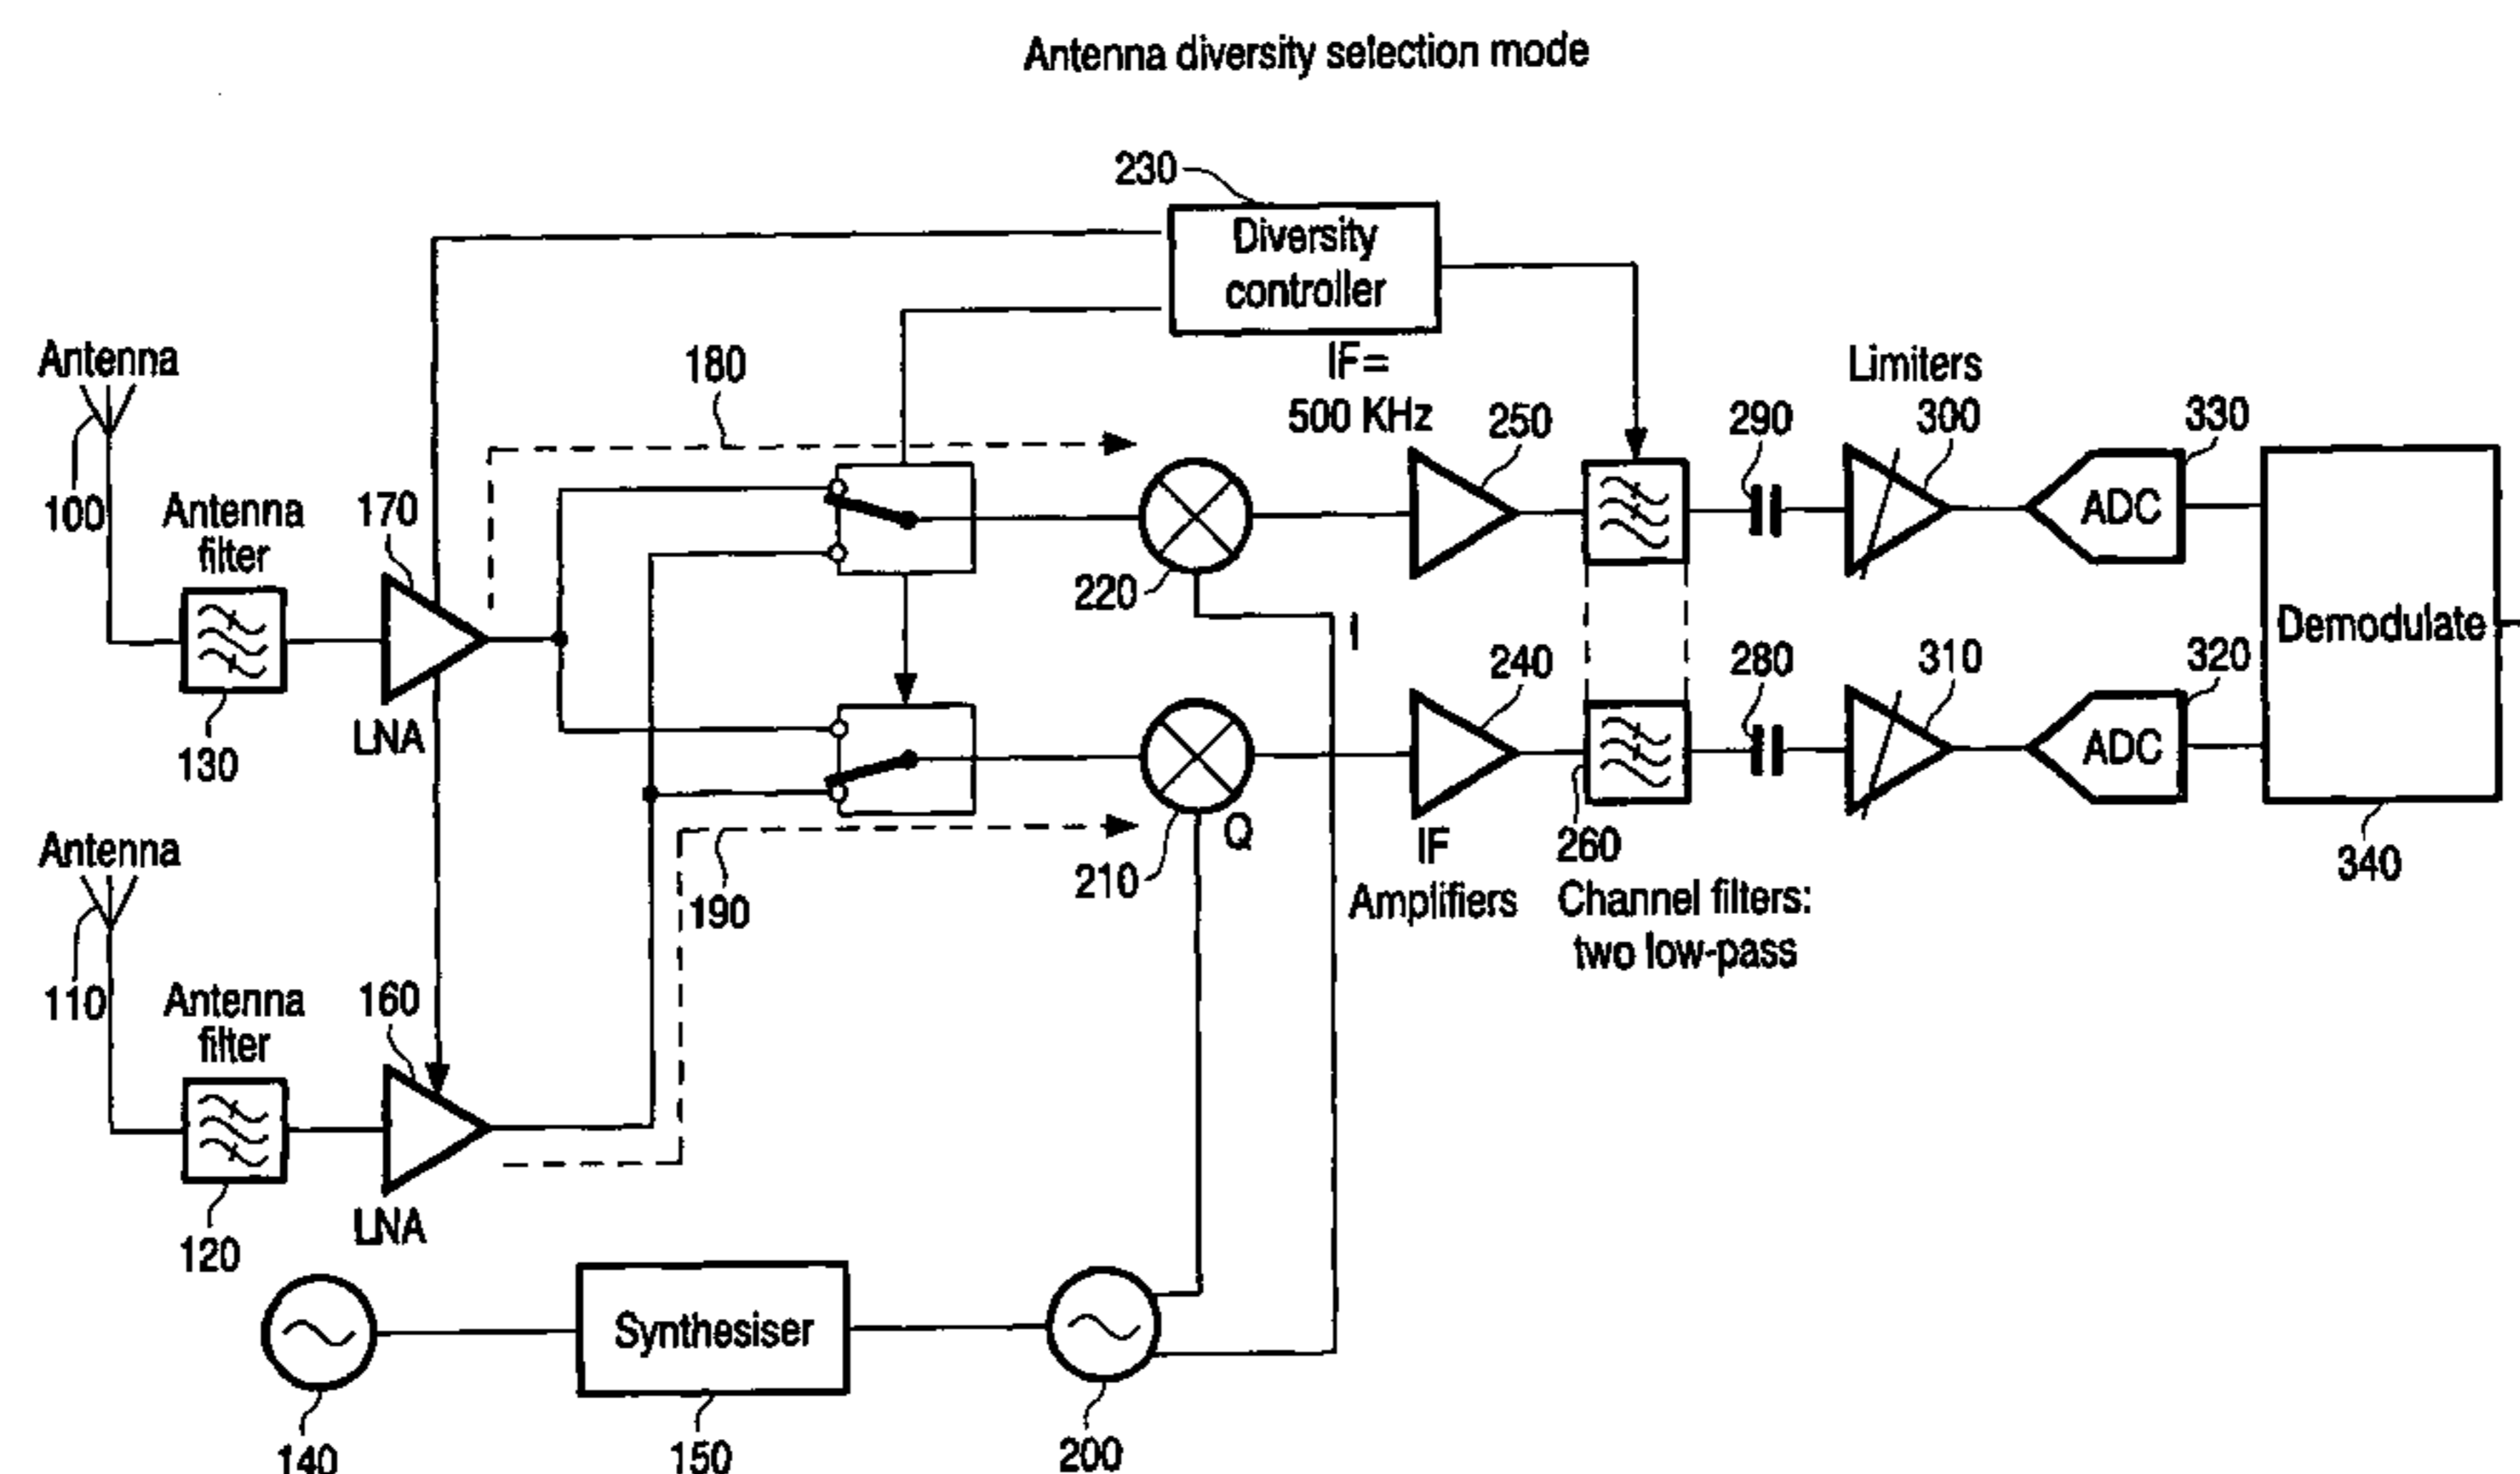 Antenna diversity selection mode
230
Diversity
controller
Antenna
180
IF=
500 KHz
250
Limiters
290
300
330
100
Antenna
filter
170
ADC
220
I
Demodulate
130
LNA
240
280
310
320
ADC
Antenna
190
210
Q
IF
Amplifiers
260
Channel filters:
two low-pass
340
110
Antenna
filter
160
120
LNA
Synthesiser
140
150
200